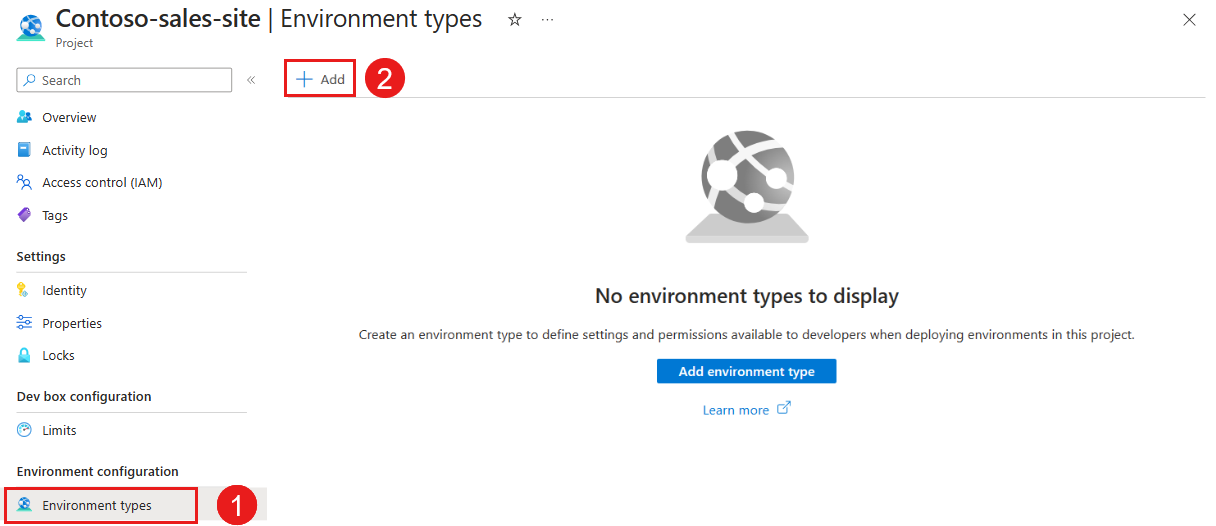 Contoso-sales-site | Environment types
Project
Search
+ Add
2
Overview
Activity log
Access control (IAM)
Tags
Settings
Identity
Properties
Locks
Dev box configuration
Limits
Environment configuration
Environment types
1
No environment types to display
Create an environment type to define settings and permissions available to developers when deploying environments in this project.
Add environment type
Learn more